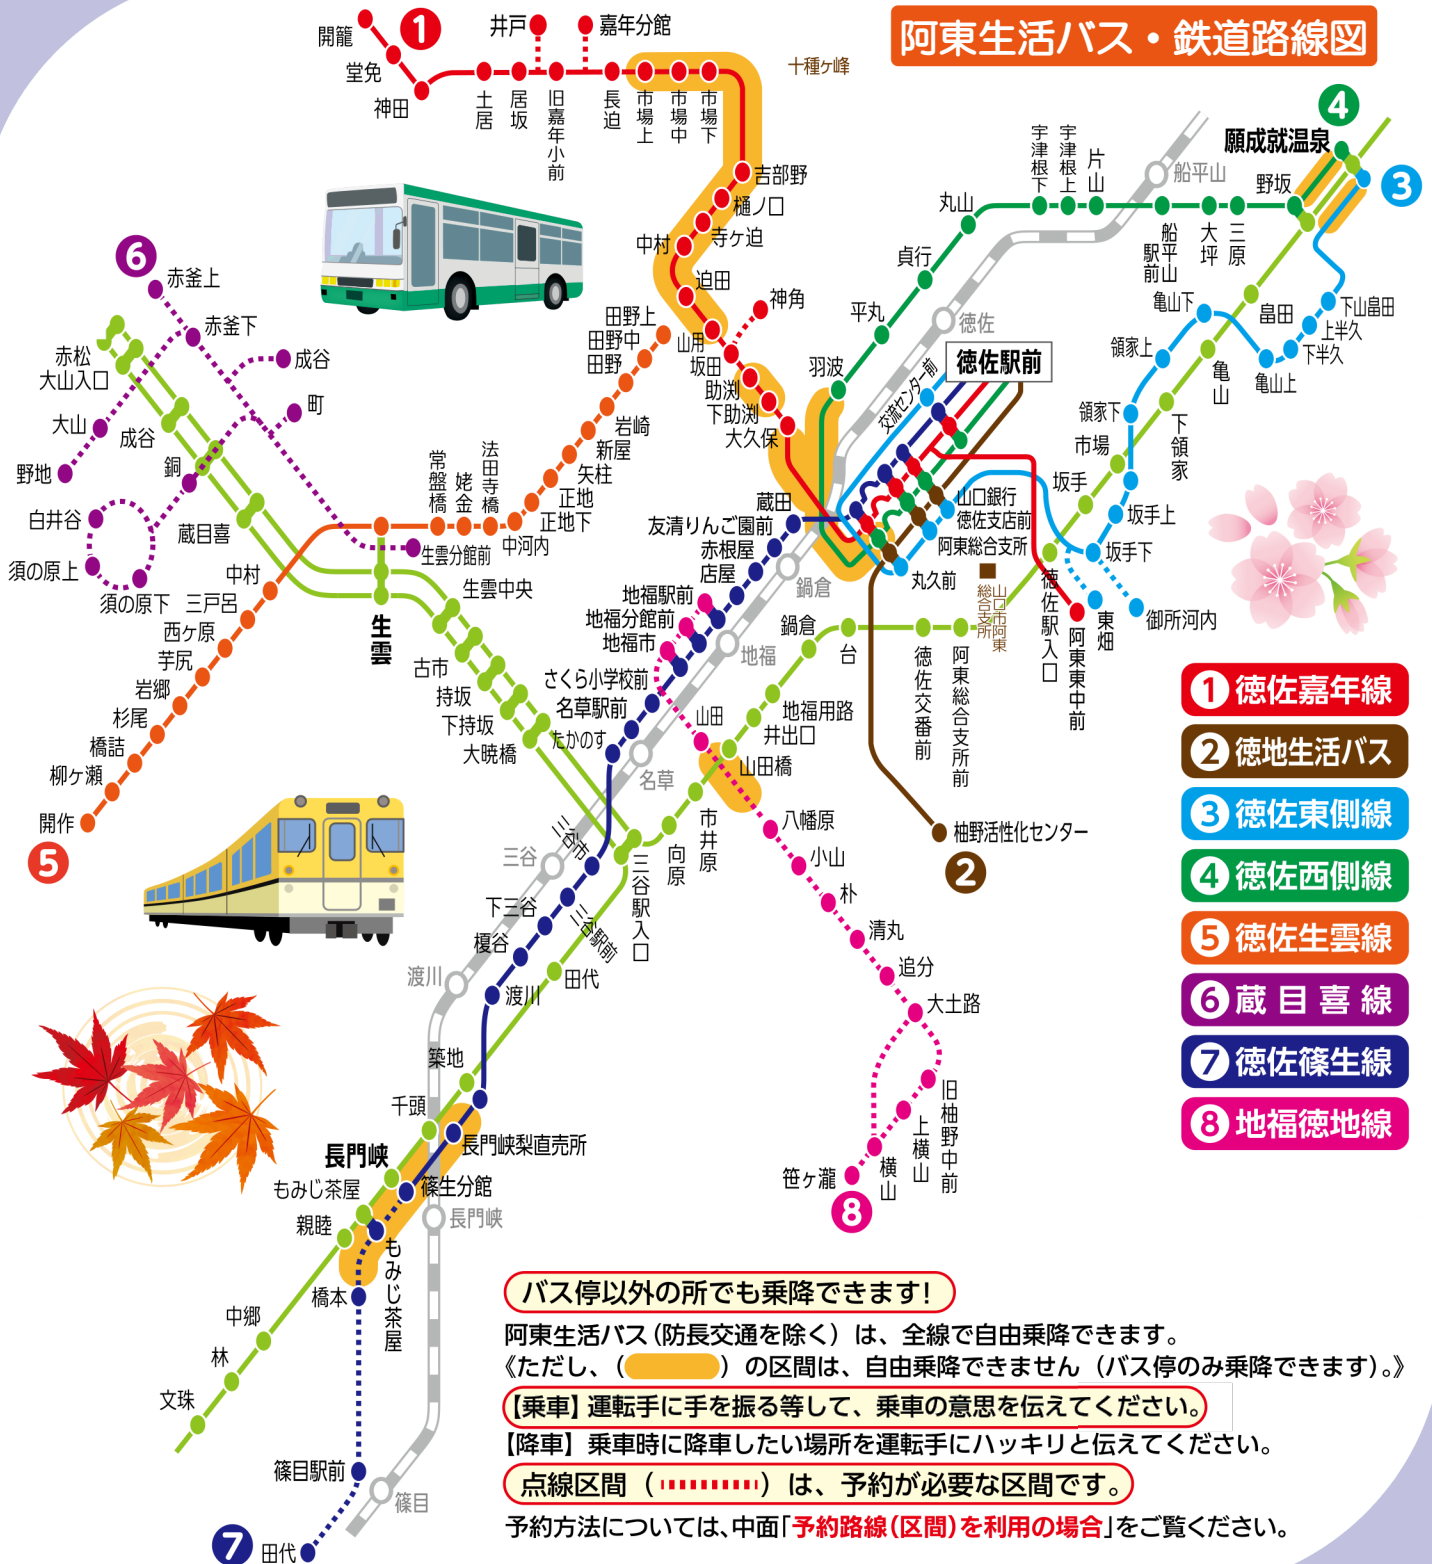 阿東生活バス・鉄道路線図
1
開籠
堂免
神田
土居
居坂
井戸
旧嘉年小前
嘉年分館
長迫
市場上
市場中
市場下
十種ヶ峰
吉部野
樋ノ口
寺ヶ迫
中村
迫田
山用
神角
坂田
助渕
下助渕
大久保
4
願成就温泉
3
野坂
三原
大坪
船平山駅前
船平山
片山
宇津根上
宇津根下
丸山
貞行
平丸
羽波
徳佐
徳佐駅前
交流センター前
山口銀行徳佐支店前
阿東総合支所
丸久前
山口市阿東総合支所
下山畠田
上半久
下半久
亀山上
亀山下
領家上
領家下
坂手上
坂手下
御所河内
東畑
畠田
亀山
下領家
市場
坂手
徳佐駅入口
阿東東中前
阿東総合支所前
徳佐交番前
台
鍋倉
地福用路
井出口
山田橋
市井原
向原
三谷駅入口
田代
築地
千頭
長門峡
もみじ茶屋
親睦
中郷
林
文珠
6
赤釜上
赤釜下
成谷
町
大山
野地
銅
白井谷
須の原上
須の原下
生雲分館前
赤松
大山入口
成谷
蔵目喜
生雲
生雲中央
古市
持坂
下持坂
大暁橋
田野上
田野中
田野
岩崎
新屋
矢柱
正地
正地下
中河内
法田寺橋
姥金
常盤橋
中村
三戸呂
西ヶ原
芋尻
岩郷
杉尾
橋詰
柳ヶ瀬
開作
5
蔵田
友清りんご園前
赤根屋
店屋
地福駅前
地福分館前
地福市
さくら小学校前
名草駅前
たかのす
三谷市
三谷駅前
下三谷
榎谷
渡川
長門峡梨直売所
篠生分館
もみじ茶屋
橋本
篠目駅前
7
田代
鍋倉
地福
名草
三谷
渡川
長門峡
篠目
山田
八幡原
小山
朴
清丸
追分
大土路
旧柚野中前
上横山
横山
笹ヶ瀧
8
柚野活性化センター
2
1 徳佐嘉年線
2 徳地生活バス
3 徳佐東側線
4 徳佐西側線
5 徳佐生雲線
6 蔵目喜線
7 徳佐篠生線
8 地福徳地線
バス停以外の所でも乗降できます!
阿東生活バス（防長交通を除く）は、全線で自由乗降できます。
《ただし、（　　）の区間は、自由乗降できません（バス停のみ乗降できます）。》
【乗車】運転手に手を振る等して、乗車の意思を伝えてください。
【降車】乗車時に降車したい場所を運転手にハッキリと伝えてください。
点線区間（　　）は、予約が必要な区間です。
予約方法については、中面「予約路線（区間）を利用の場合」をご覧ください。